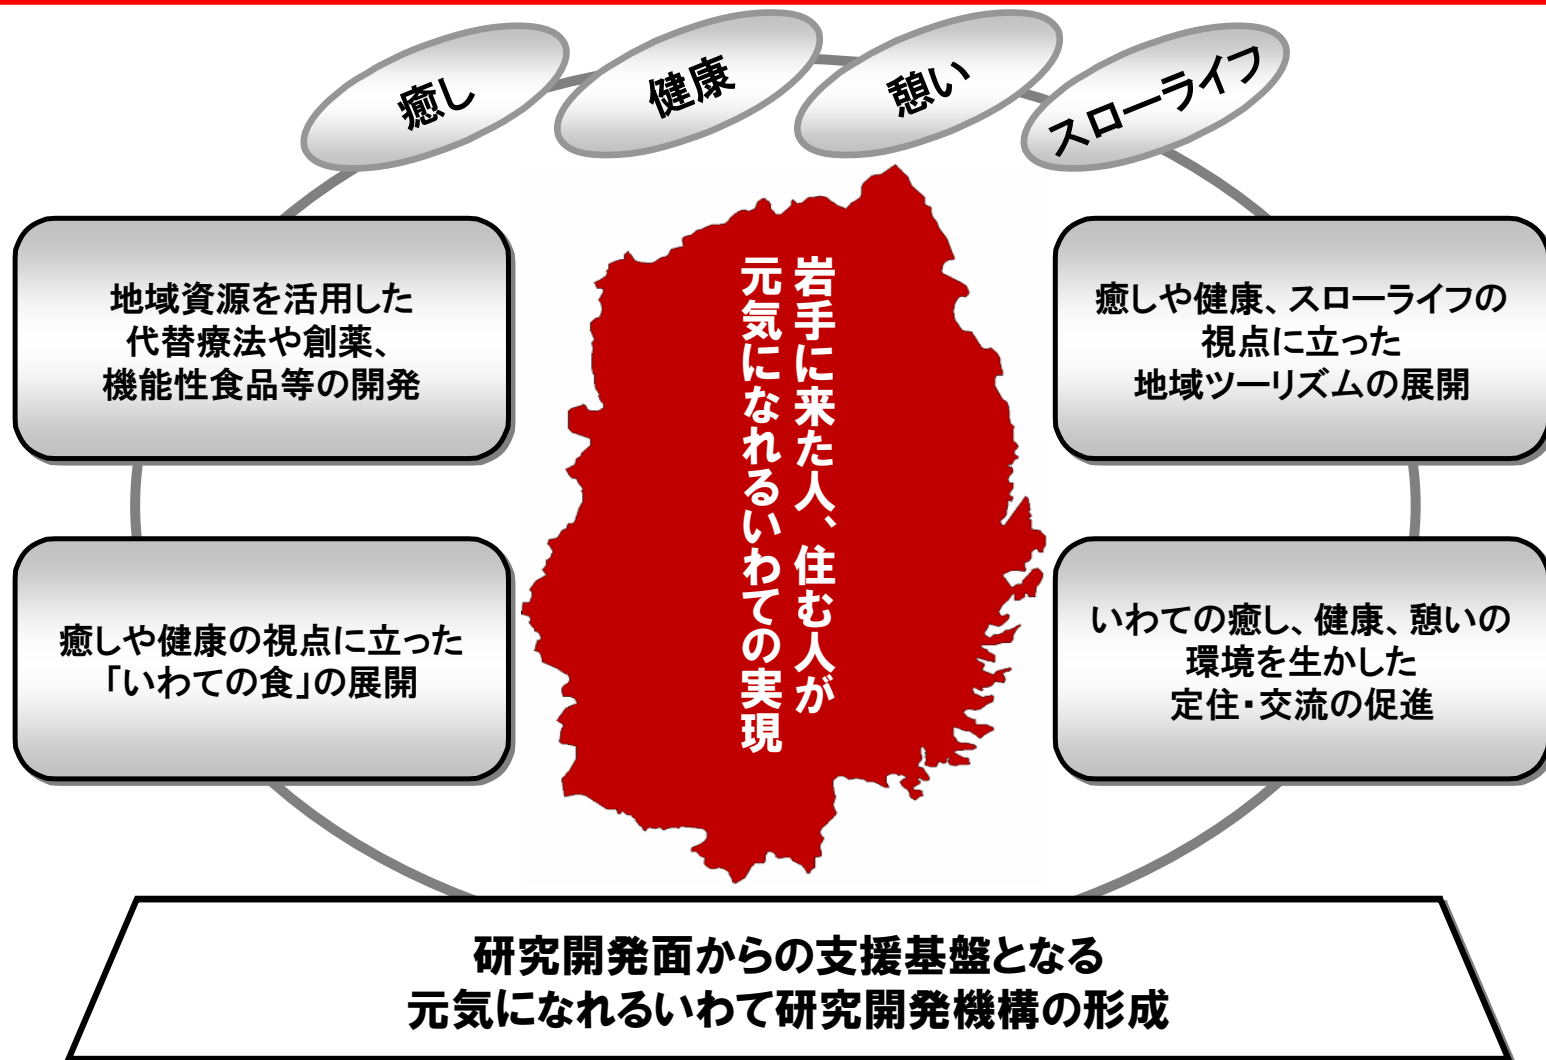 癒し
健康
憩い
スローライフ
地域資源を活用した
代替療法や創薬、
機能性食品等の開発
癒しや健康、スローライフの
視点に立った
地域ツーリズムの展開
岩手に来た人、住む人が
元気になれるいわての実現
癒しや健康の視点に立った
「いわての食」の展開
いわての癒し、健康、憩いの
環境を生かした
定住・交流の促進
研究開発面からの支援基盤となる
元気になれるいわて研究開発機構の形成